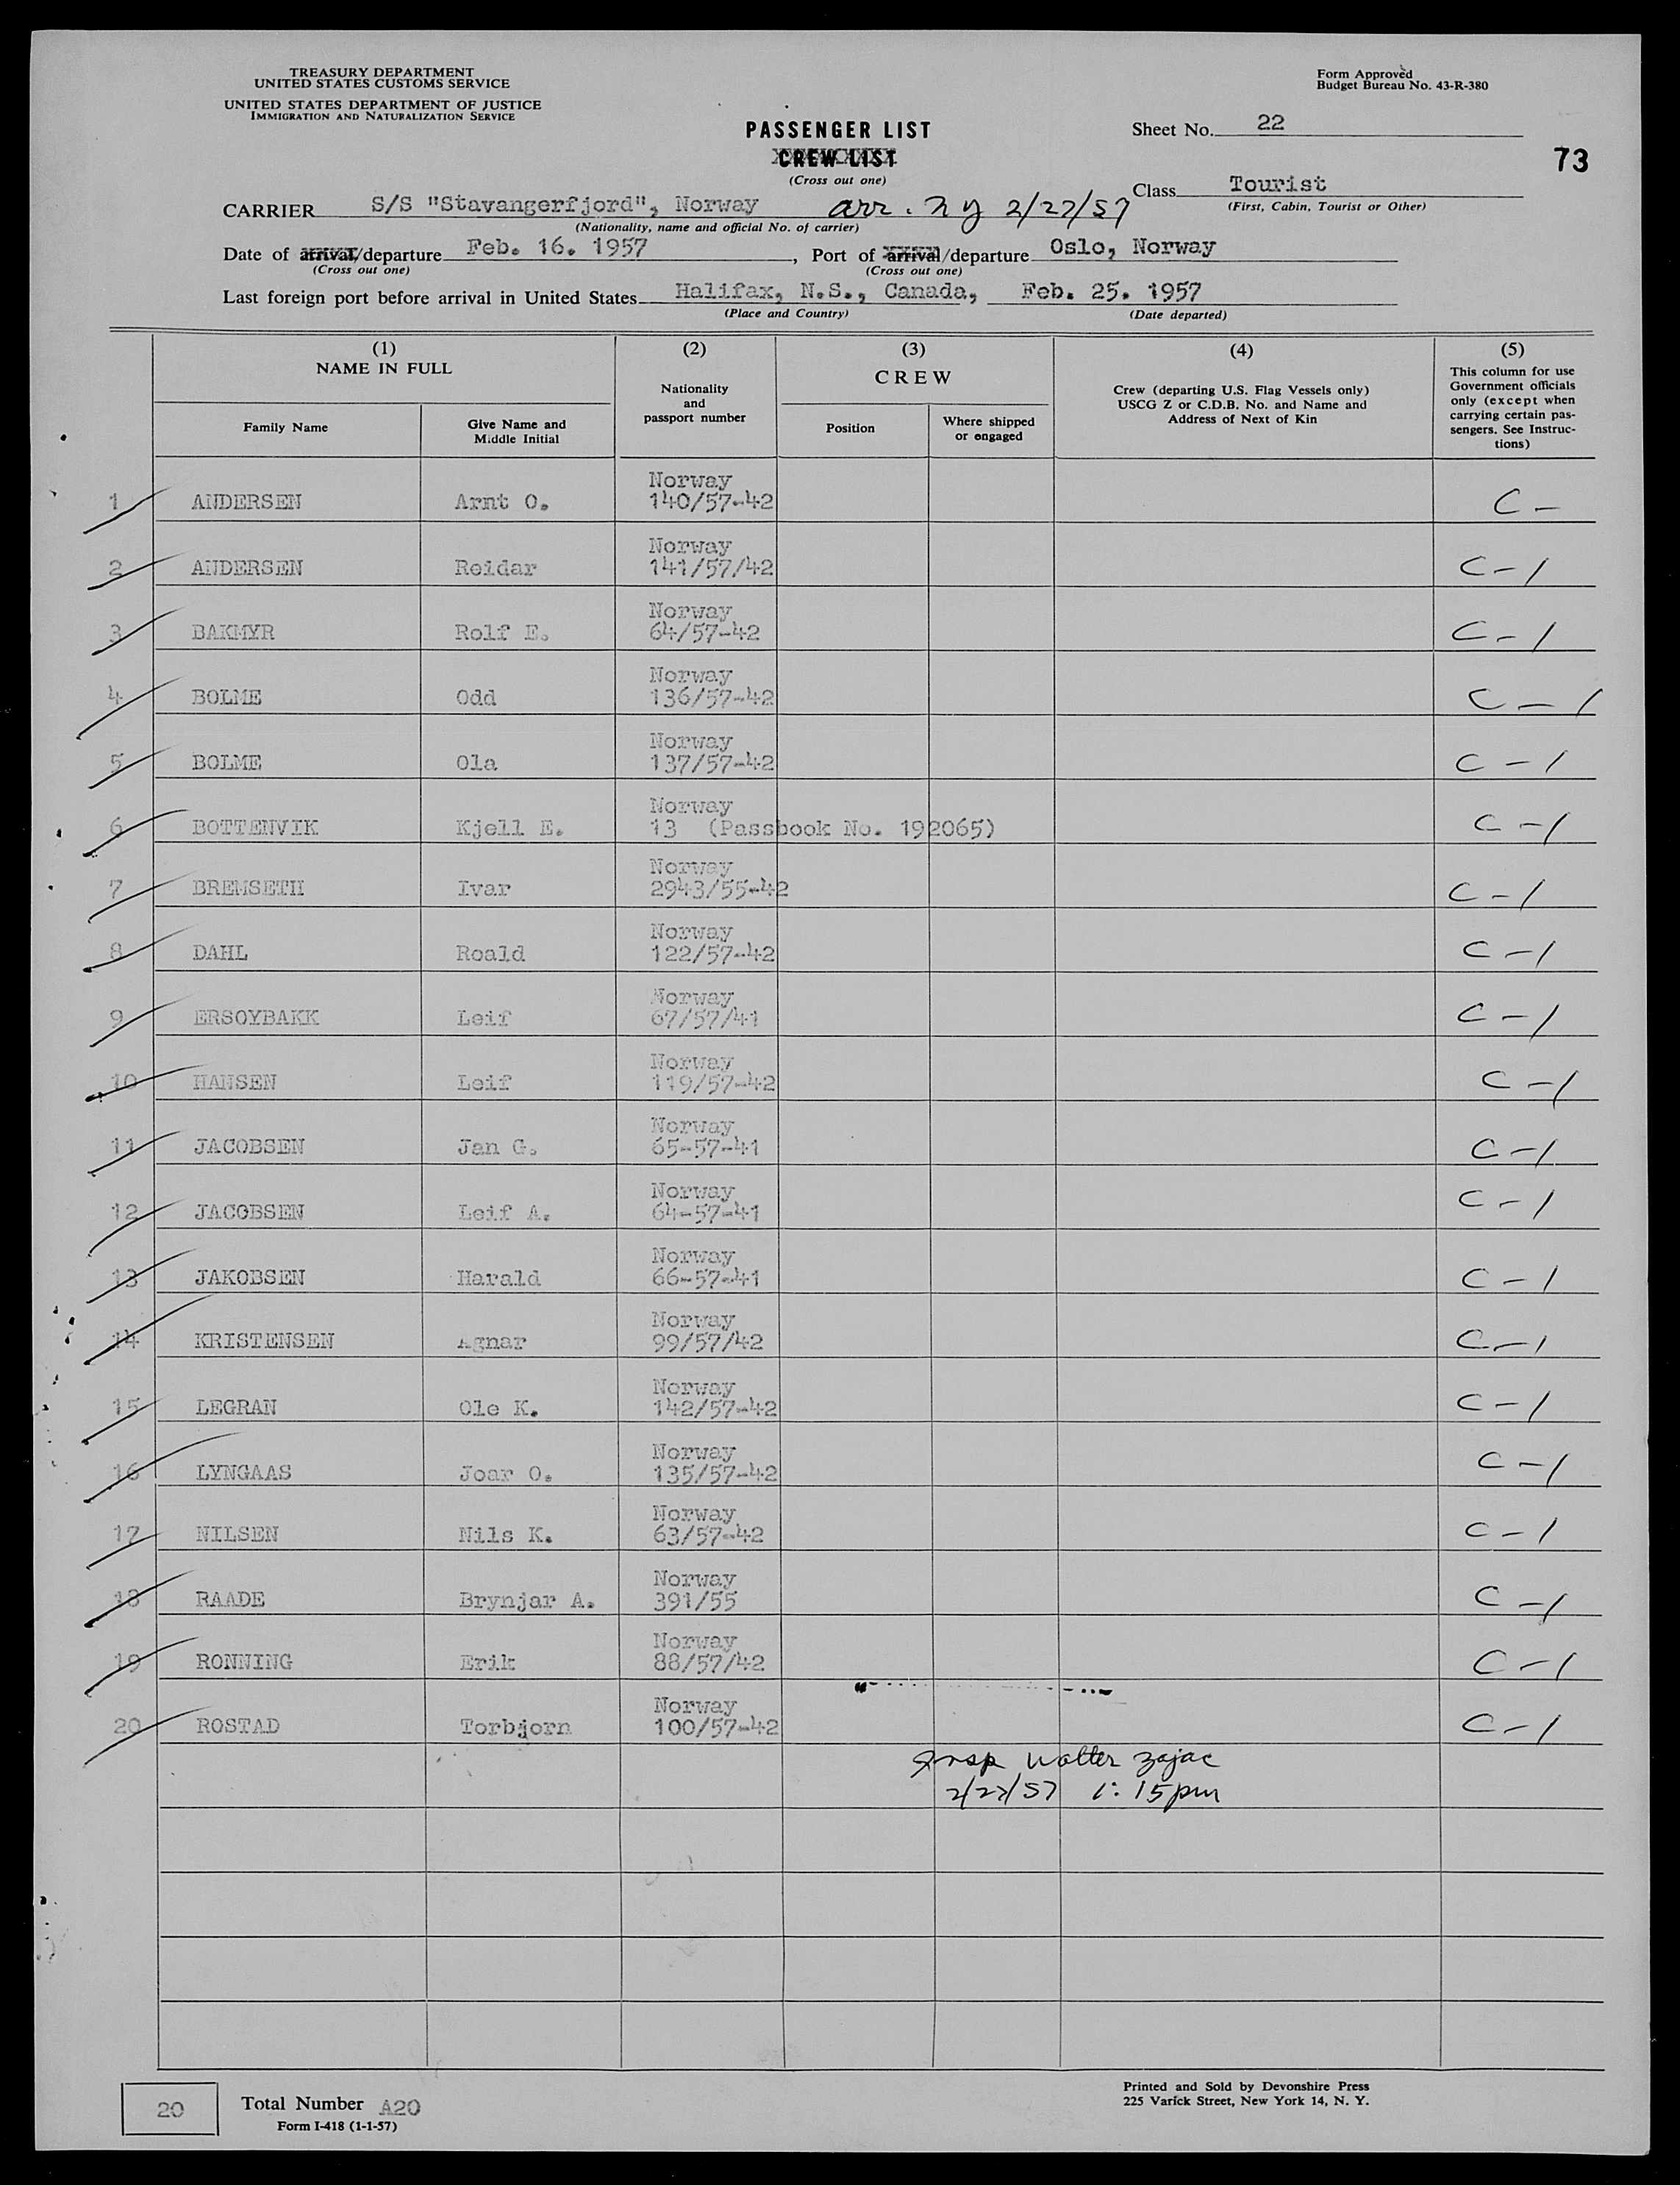 TREASURY DEPARTMENT
UNITED STATES CUSTOMS SERVICE
UNITED STATES DEPARTMENT OF JUSTICE
IMMIGRATION AND NATURALIZATION SERVICE
Form Approved
Budget Bureau No. 43-R-380
PASSENGER LIST
CREW LIST
(Cross out one)
Sheet No. 22
73
Class Tourist
(First, Cabin, Tourist or Other)
CARRIER S/S "Stavangerfjord", Norway arr. N Y 2/27/57
(Nationality, name and official No. of carrier)
Date of arrival/departure Feb. 16. 1957, Port of arrival/departure Oslo, Norway
(Cross out one) (Cross out one)
Last foreign port before arrival in United States Halifax, N.S., Canada, Feb. 25. 1957
(Place and Country) (Date departed)
(1) (2) (3) (4) (5)
NAME IN FULL
Family Name
Give Name and
Middle Initial
Nationality
and
passport number
CREW
Position
Where shipped
or engaged
Crew (departing U.S. Flag Vessels only)
USCG Z or C.D.B. No. and Name and
Address of Next of Kin
This column for use
Government officials
only (except when
carrying certain pas-
sengers. See Instruc-
tions)
Norway
1 ANDERSEN Arnt O. 140/57-42 C -
Norway
2 ANDERSEN Reidar 141/57/42 C - 1
Norway
3 BAKMYR Rolf E. 64/57-42 C - 1
Norway
4 BOLME Odd 136/57-42 C - 1
Norway
5 BOLME Ola 137/57-42 C - 1
Norway
6 BOTTENVIK Kjell E. 13 (Passbook No. 192065) C - 1
Norway
7 BREMSETH Ivar 2943/55-42 C - 1
Norway
8 DAHL Roald 122/57-42 C - 1
Norway
9 ERSOYBAKK Leif 67/57/41 C - 1
Norway
10 HANSEN Leif 119/57-42 C - 1
Norway
11 JACOBSEN Jan G. 65-57-41 C - 1
Norway
12 JACOBSEN Leif A. 64-57-41 C - 1
Norway
13 JAKOBSEN Harald 66-57-41 C - 1
Norway
14 KRISTENSEN Agnar 99/57/42 C - 1
Norway
15 LEGRAN Ole K. 142/57-42 C - 1
Norway
16 LYNGAAS Joar O. 135/57-42 C - 1
Norway
17 NILSEN Nils K. 63/57-42 C - 1
Norway
18 RAADE Brynjar A. 391/55 C - 1
Norway
19 RONNING Erik 88/57/42 C - 1
Norway
20 ROSTAD Torbjorn 100/57-42 C - 1
Insp Walter Zajac
2/27/57 1:15pm
20 Total Number A20
Form I-418 (1-1-57)
Printed and Sold by Devonshire Press
225 Varick Street, New York 14, N. Y.